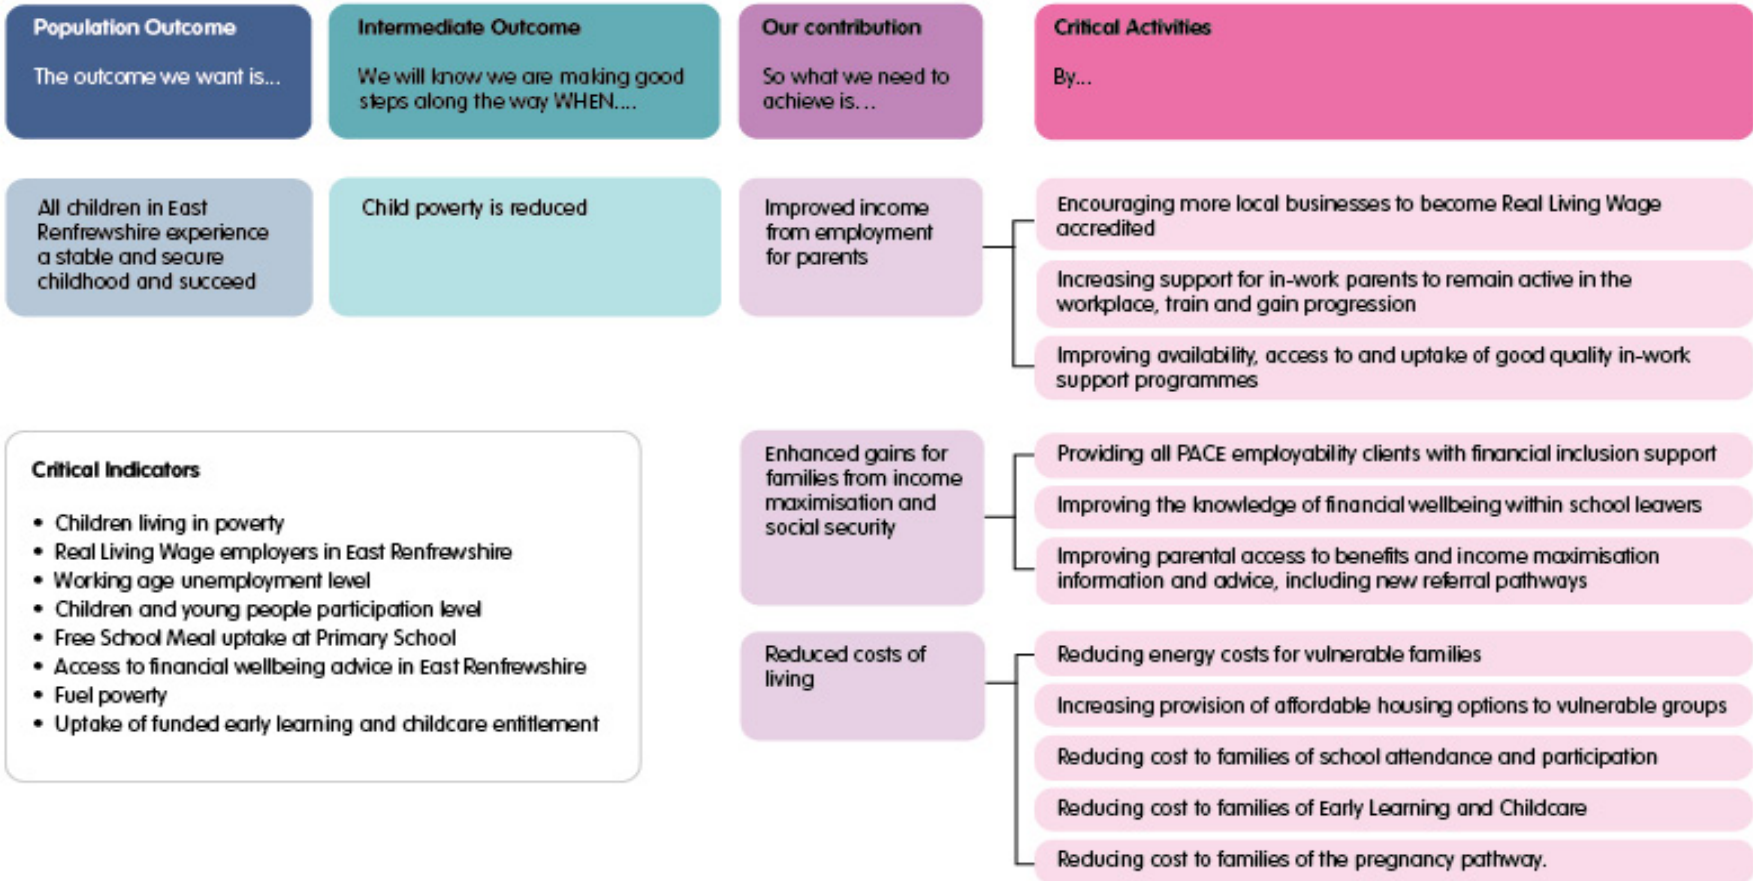 Population Outcome
The outcome we want is...
Intermediate Outcome
We will know we are making good
steps along the way WHEN....
Our contribution
So what we need to
achieve is...
Critical Activities
By...
All children in East
Renfrewshire experience
a stable and secure
childhood and succeed
Child poverty is reduced
Improved income
from employment
for parents
Encouraging more local businesses to become Real Living Wage
accredited
Increasing support for in-work parents to remain active in the
workplace, train and gain progression
Improving availability, access to and uptake of good quality in-work
support programmes
Critical Indicators
• Children living in poverty
• Real Living Wage employers in East Renfrewshire
• Working age unemployment level
• Children and young people participation level
• Free School Meal uptake at Primary School
• Access to financial wellbeing advice in East Renfrewshire
• Fuel poverty
• Uptake of funded early learning and childcare entitlement
Enhanced gains for
families from income
maximisation and
social security
Providing all PACE employability clients with financial inclusion support
Improving the knowledge of financial wellbeing within school leavers
Improving parental access to benefits and income maximisation
information and advice, including new referral pathways
Reduced costs of
living
Reducing energy costs for vulnerable families
Increasing provision of affordable housing options to vulnerable groups
Reducing cost to families of school attendance and participation
Reducing cost to families of Early Learning and Childcare
Reducing cost to families of the pregnancy pathway.